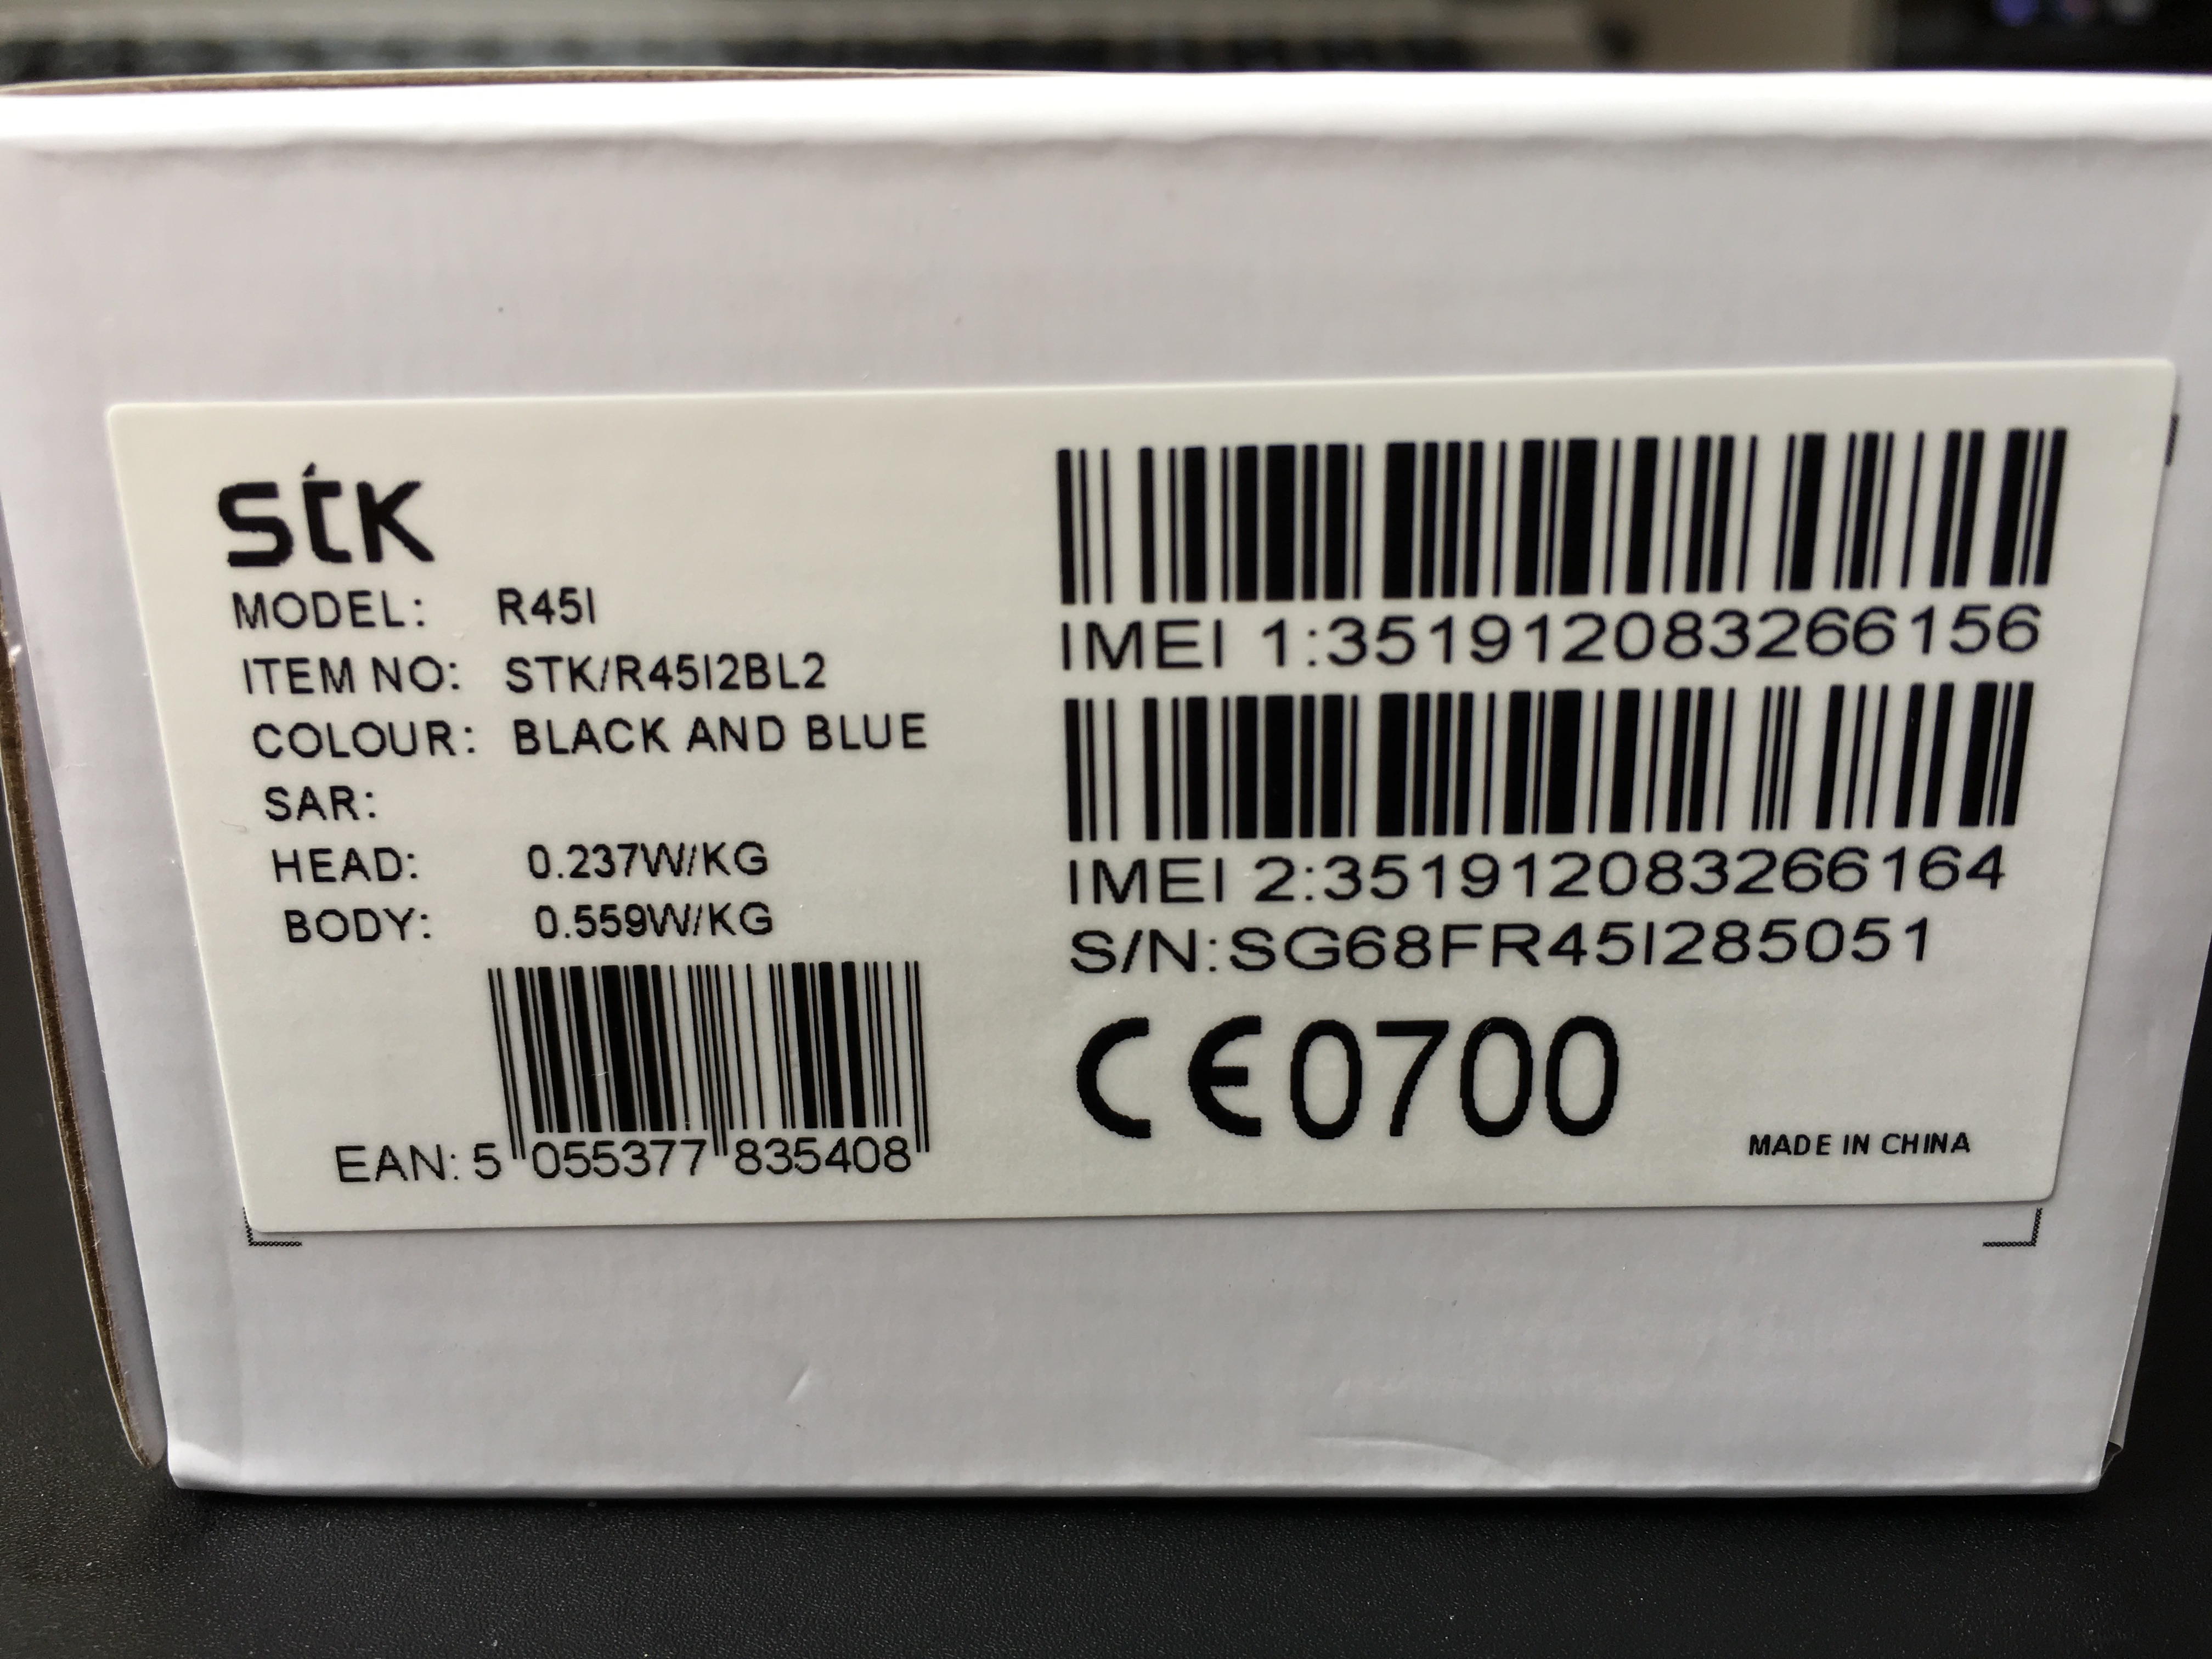 STK
MODEL: R45I
ITEM NO: STK/R45I2BL2
COLOUR: BLACK AND BLUE
SAR:
HEAD: 0.237W/KG
BODY: 0.559W/KG
EAN: 5 055377 835408
IMEI 1:351912083266156
IMEI 2:351912083266164
S/N:SG68FR45I285051
CE0700
MADE IN CHINA